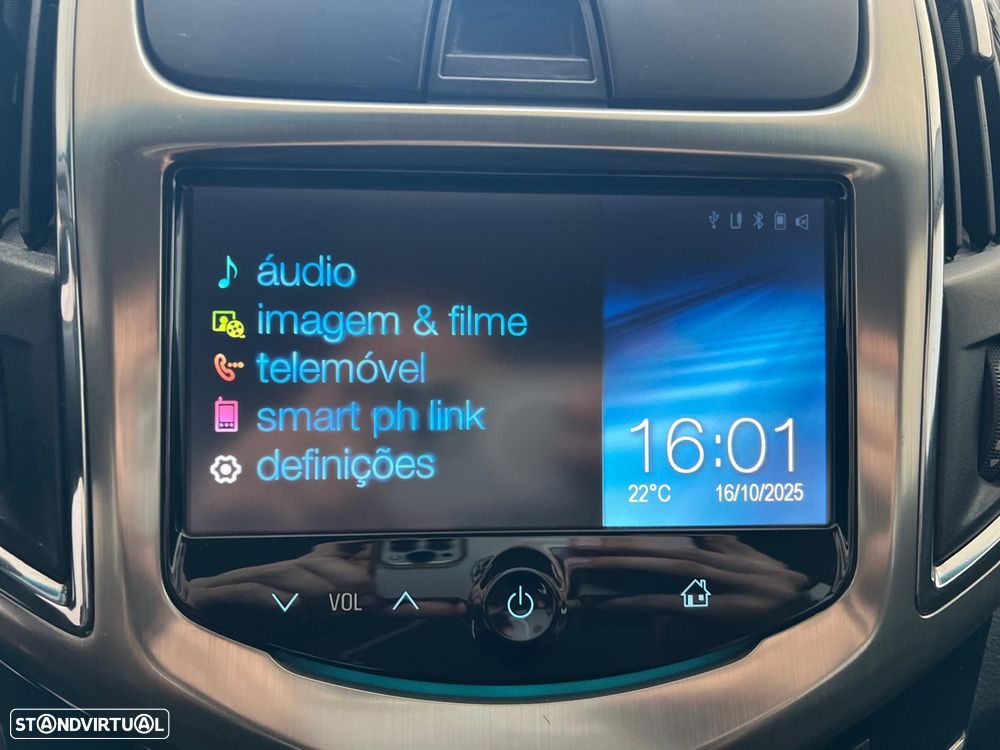 áudio
imagem & filme
telemóvel
smart ph link
definições
16:01
22°C 16/10/2025
VOL
STANDVIRTUAL